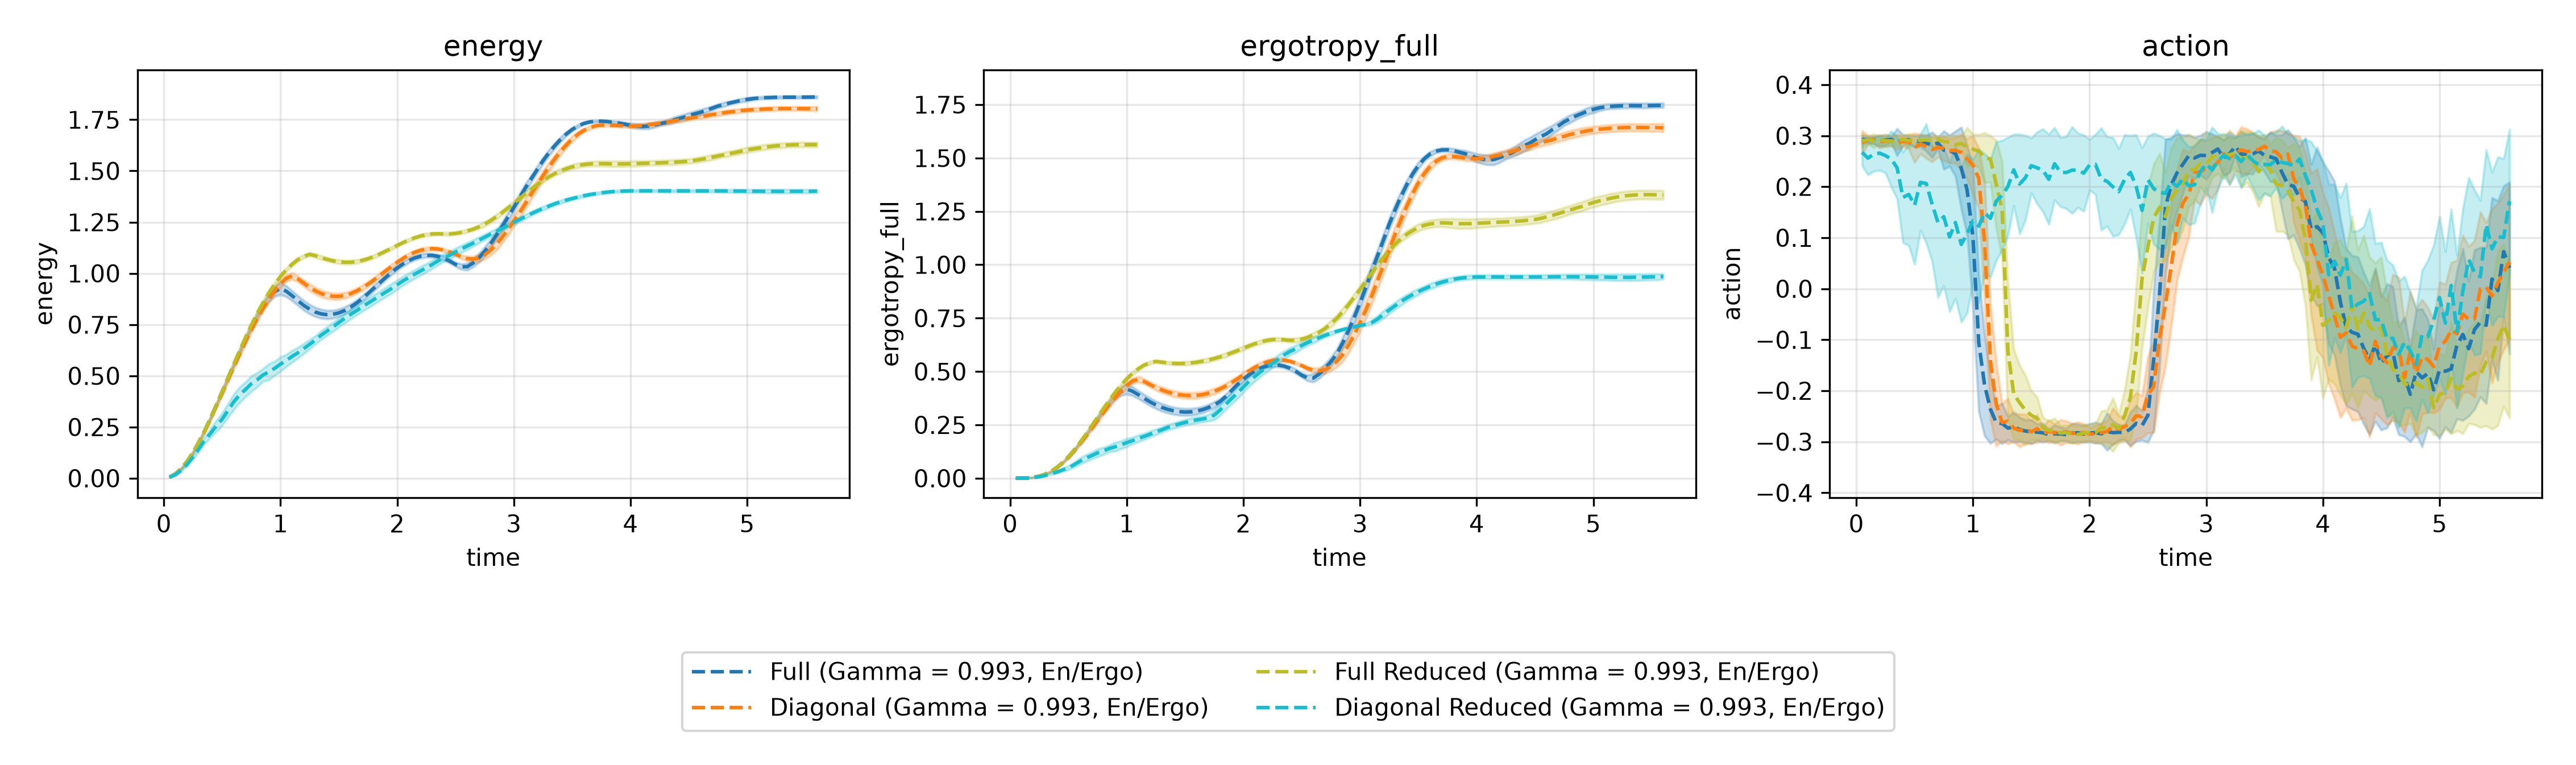 energy
ergotropy_full
action
energy
1.75
1.50
1.25
1.00
0.75
0.50
0.25
0.00
0 1 2 3 4 5
time
ergotropy_full
1.75
1.50
1.25
1.00
0.75
0.50
0.25
0.00
0 1 2 3 4 5
time
action
0.4
0.3
0.2
0.1
0.0
−0.1
−0.2
−0.3
−0.4
0 1 2 3 4 5
time
Full (Gamma = 0.993, En/Ergo)
Diagonal (Gamma = 0.993, En/Ergo)
Full Reduced (Gamma = 0.993, En/Ergo)
Diagonal Reduced (Gamma = 0.993, En/Ergo)